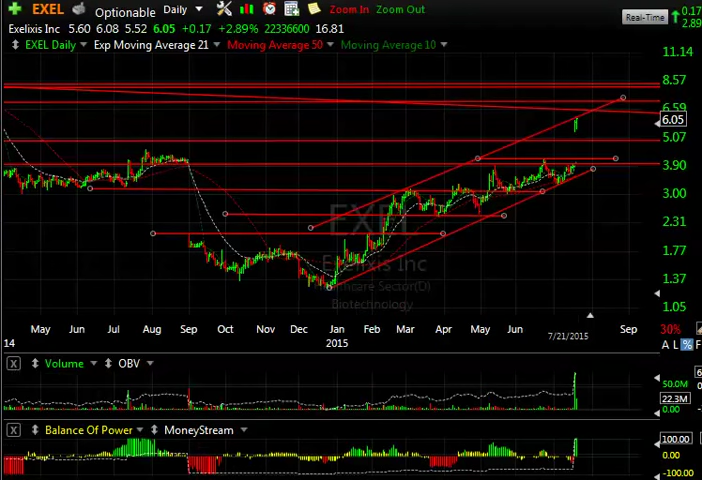 EXEL Optionable Daily Zoom In Zoom Out
Exelixis Inc 5.60 6.08 5.52 6.05 +0.17 +2.89% 22336600 16.81
Real-Time 0.17
2.89
EXEL Daily Exp Moving Average 21 Moving Average 50 Moving Average 10
11.14
8.57
6.59
6.05
5.07
3.90
3.00
2.31
1.77
1.37
1.05
EXEL
Exelixis Inc
Healthcare Sector(D)
Biotechnology
May Jun Jul Aug Sep Oct Nov Dec Jan Feb Mar Apr May Jun 7/21/2015 Sep
14 2015
30%
A L % F
X Volume OBV
50.0M
22.3M
0.00
X Balance Of Power MoneyStream
100.00
0.00
-100.00